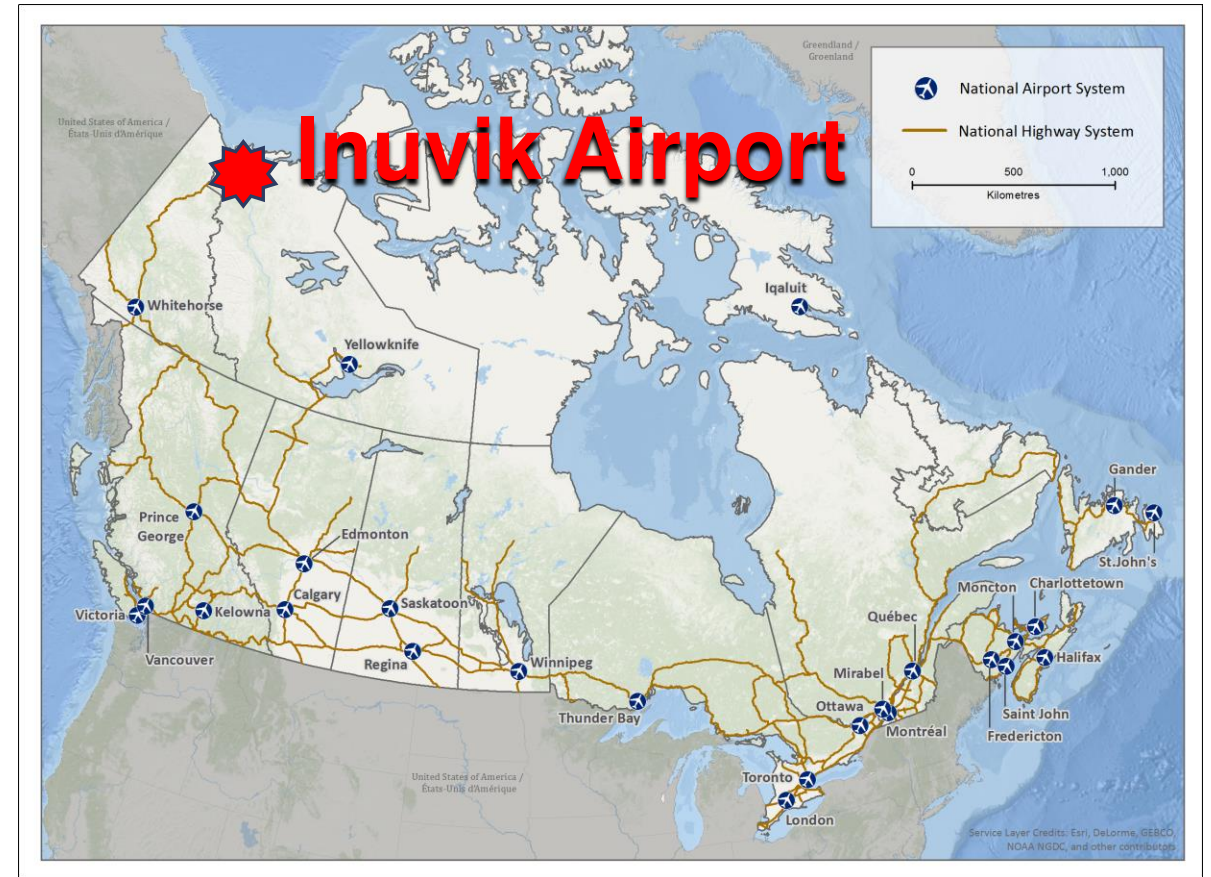 Greendland /
Groenland
National Airport System
National Highway System
0 500 1,000
Kilometres
United States of America /
États-Unis d'Amérique
Inuvik Airport
Whitehorse
Iqaluit
Yellowknife
Prince
George
Edmonton
Gander
St.John's
Victoria
Kelowna
Calgary
Saskatoon
Moncton
Charlottetown
Vancouver
Regina
Winnipeg
Québec
Halifax
Mirabel
Thunder Bay
Ottawa
Montréal
Saint John
Fredericton
United States of America /
États-Unis d'Amérique
Toronto
London
Service Layer Credits: Esri, DeLorme, GEBCO,
NOAA NGDC, and other contributors